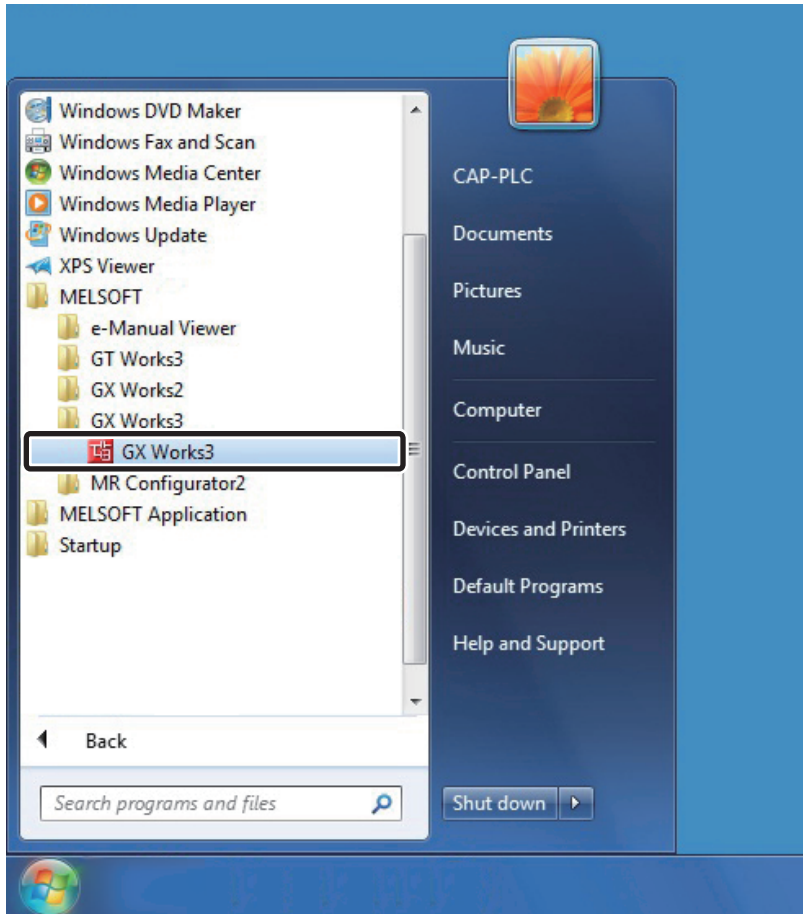 Windows DVD Maker
Windows Fax and Scan
Windows Media Center
Windows Media Player
Windows Update
XPS Viewer
MELSOFT
e-Manual Viewer
GT Works3
GX Works2
GX Works3
GX Works3
MR Configurator2
MELSOFT Application
Startup
Back
Search programs and files
CAP-PLC
Documents
Pictures
Music
Computer
Control Panel
Devices and Printers
Default Programs
Help and Support
Shut down